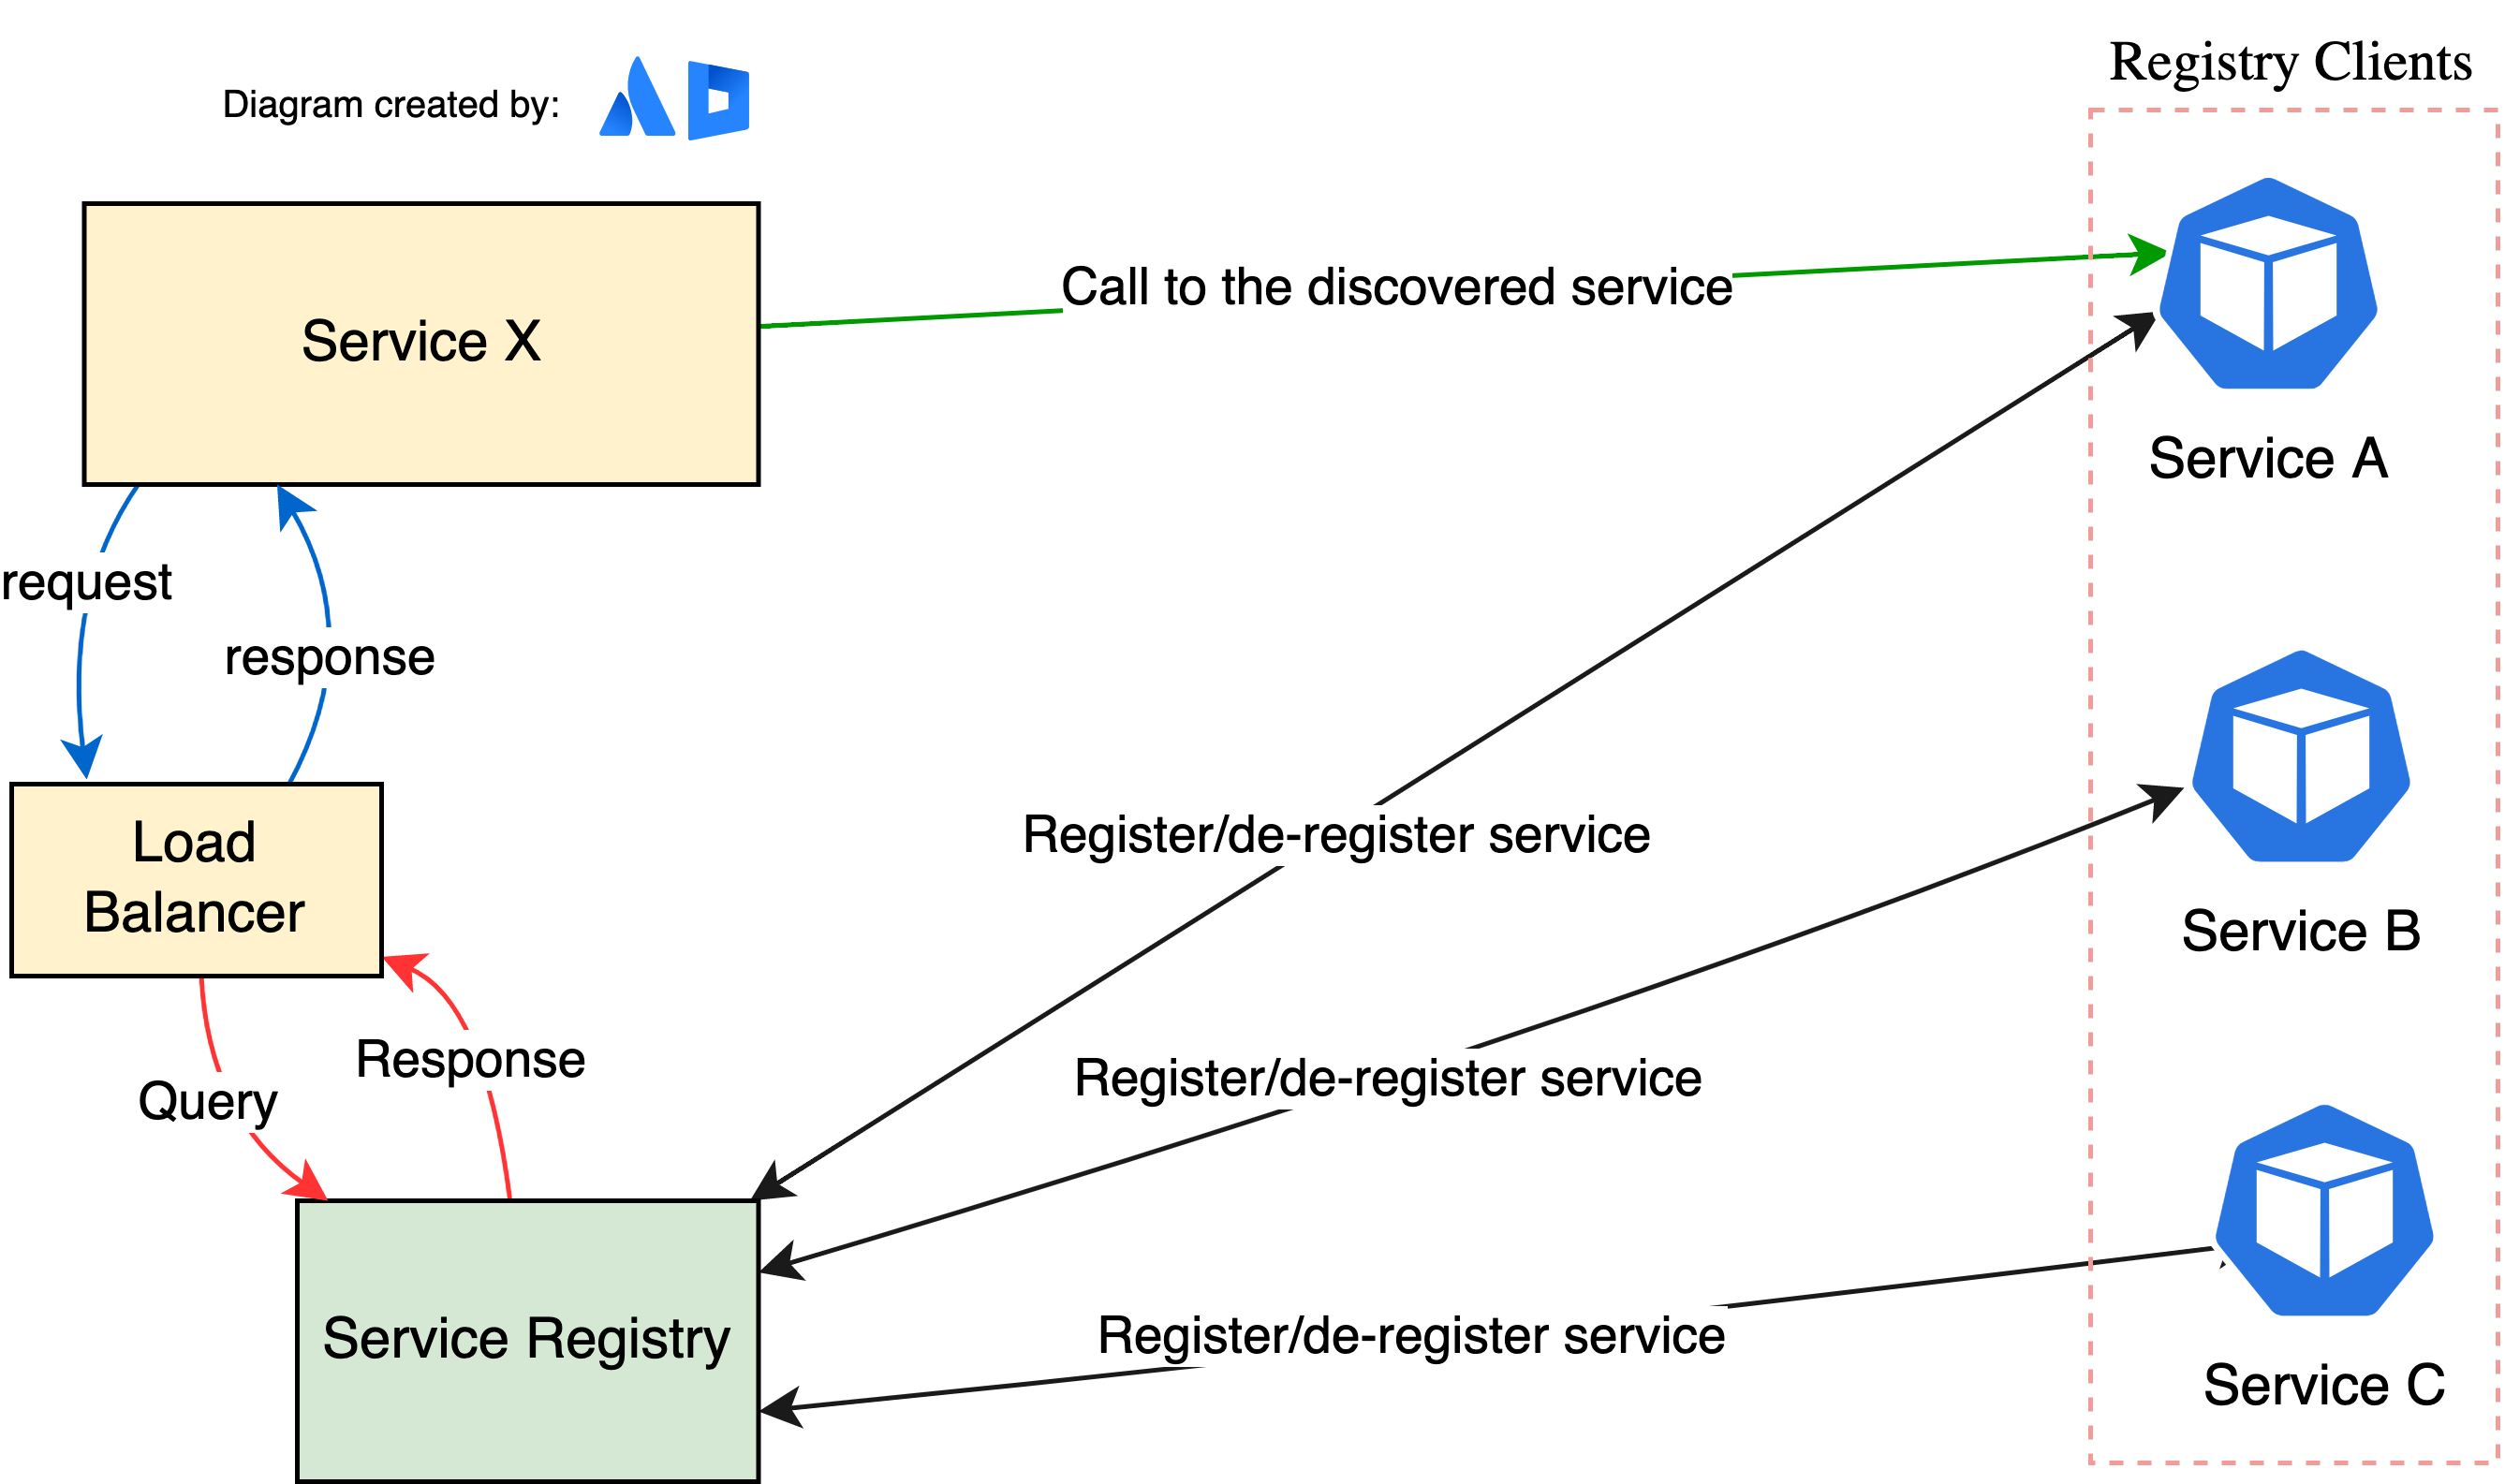 Registry Clients
Diagram created by:
Service X
Call to the discovered service
Service A
request
response
Load
Balancer
Register/de-register service
Service B
Query
Response
Register/de-register service
Service Registry
Register/de-register service
Service C